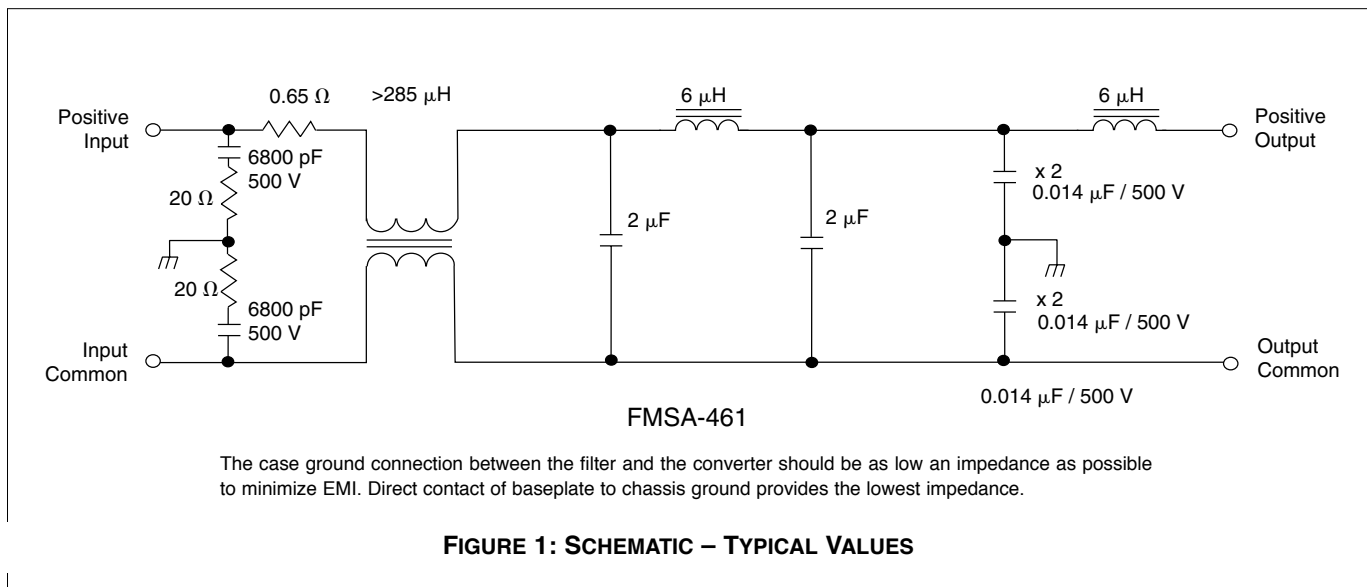 0.65 Ω
>285 μH
6 μH
6 μH
Positive
Input
Positive
Output
6800 pF
500 V
20 Ω
x 2
0.014 μF / 500 V
2 μF
2 μF
20 Ω
6800 pF
500 V
x 2
0.014 μF / 500 V
Input
Common
Output
Common
0.014 μF / 500 V
FMSA-461
The case ground connection between the filter and the converter should be as low an impedance as possible
to minimize EMI. Direct contact of baseplate to chassis ground provides the lowest impedance.
FIGURE 1: SCHEMATIC – TYPICAL VALUES